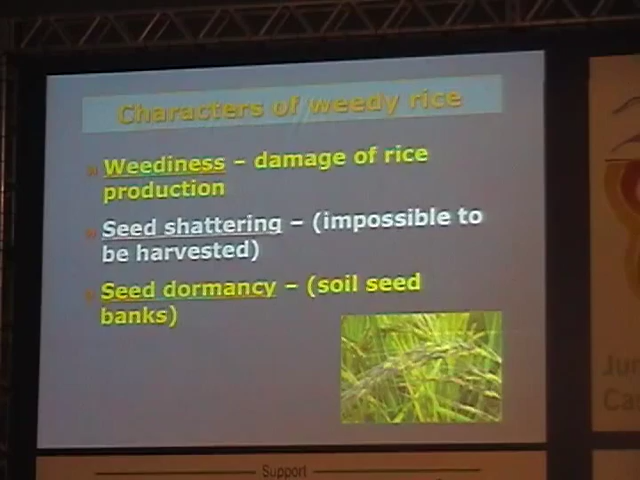 Characters of weedy rice
Weediness – damage of rice
production
Seed shattering – (impossible to
be harvested)
Seed dormancy – (soil seed
banks)
Support